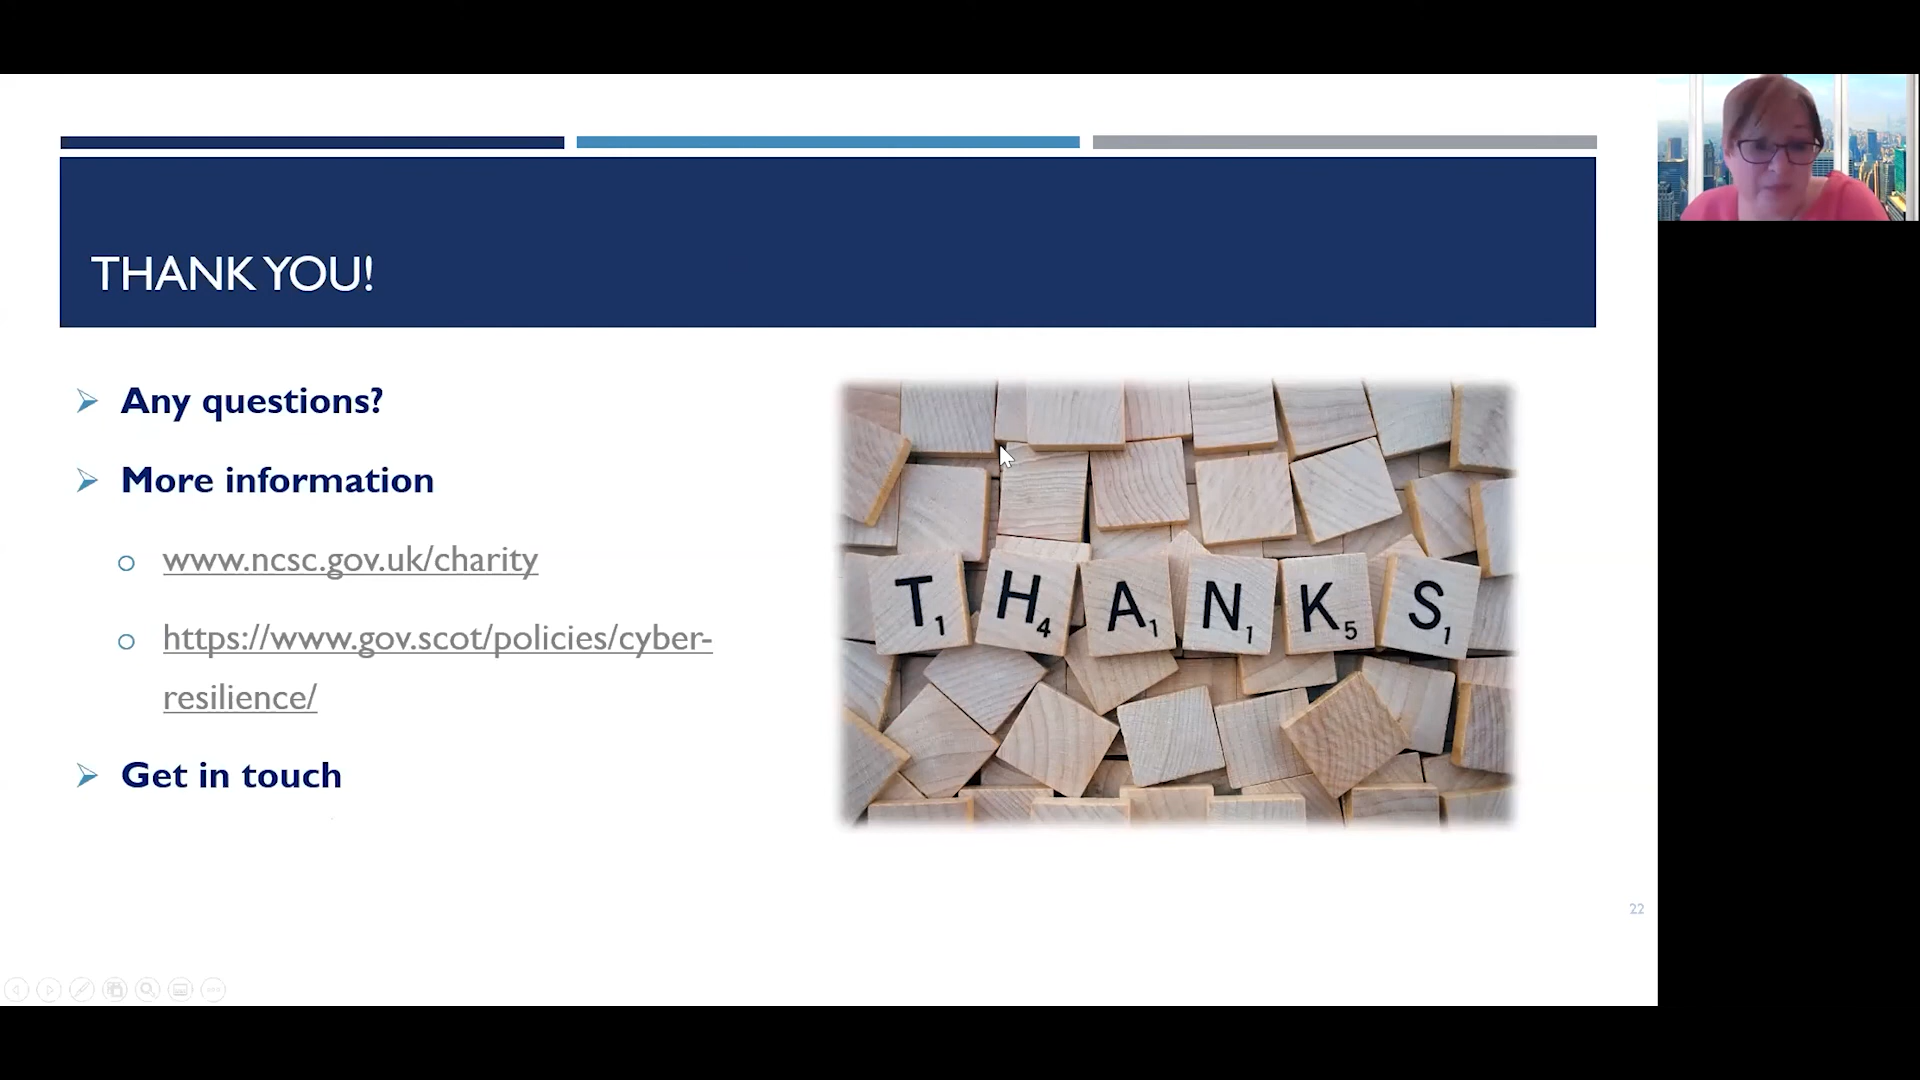 THANK YOU!
Any questions?
More information
www.ncsc.gov.uk/charity
https://www.gov.scot/policies/cyber-
resilience/
Get in touch
T1 H4 A1 N1 K5 S1
22